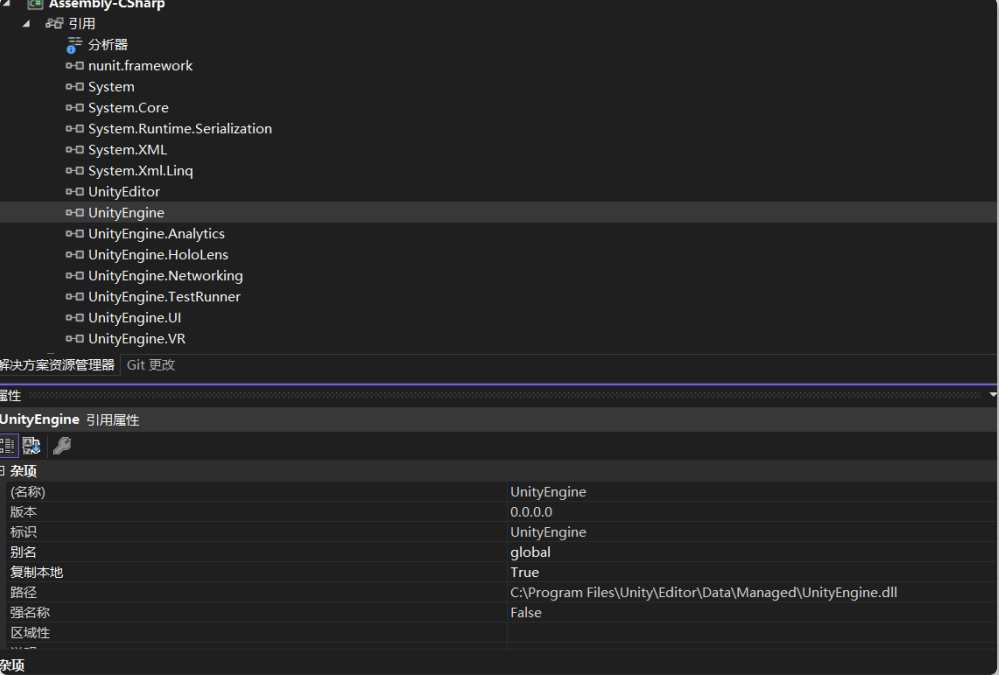 Assembly-CSharp
引用
分析器
nunit.framework
System
System.Core
System.Runtime.Serialization
System.XML
System.Xml.Linq
UnityEditor
UnityEngine
UnityEngine.Analytics
UnityEngine.HoloLens
UnityEngine.Networking
UnityEngine.TestRunner
UnityEngine.UI
UnityEngine.VR
解决方案资源管理器 Git 更改
属性
UnityEngine 引用属性
杂项
(名称) UnityEngine
版本 0.0.0.0
标识 UnityEngine
别名 global
复制本地 True
路径 C:\Program Files\Unity\Editor\Data\Managed\UnityEngine.dll
强名称 False
区域性
杂项